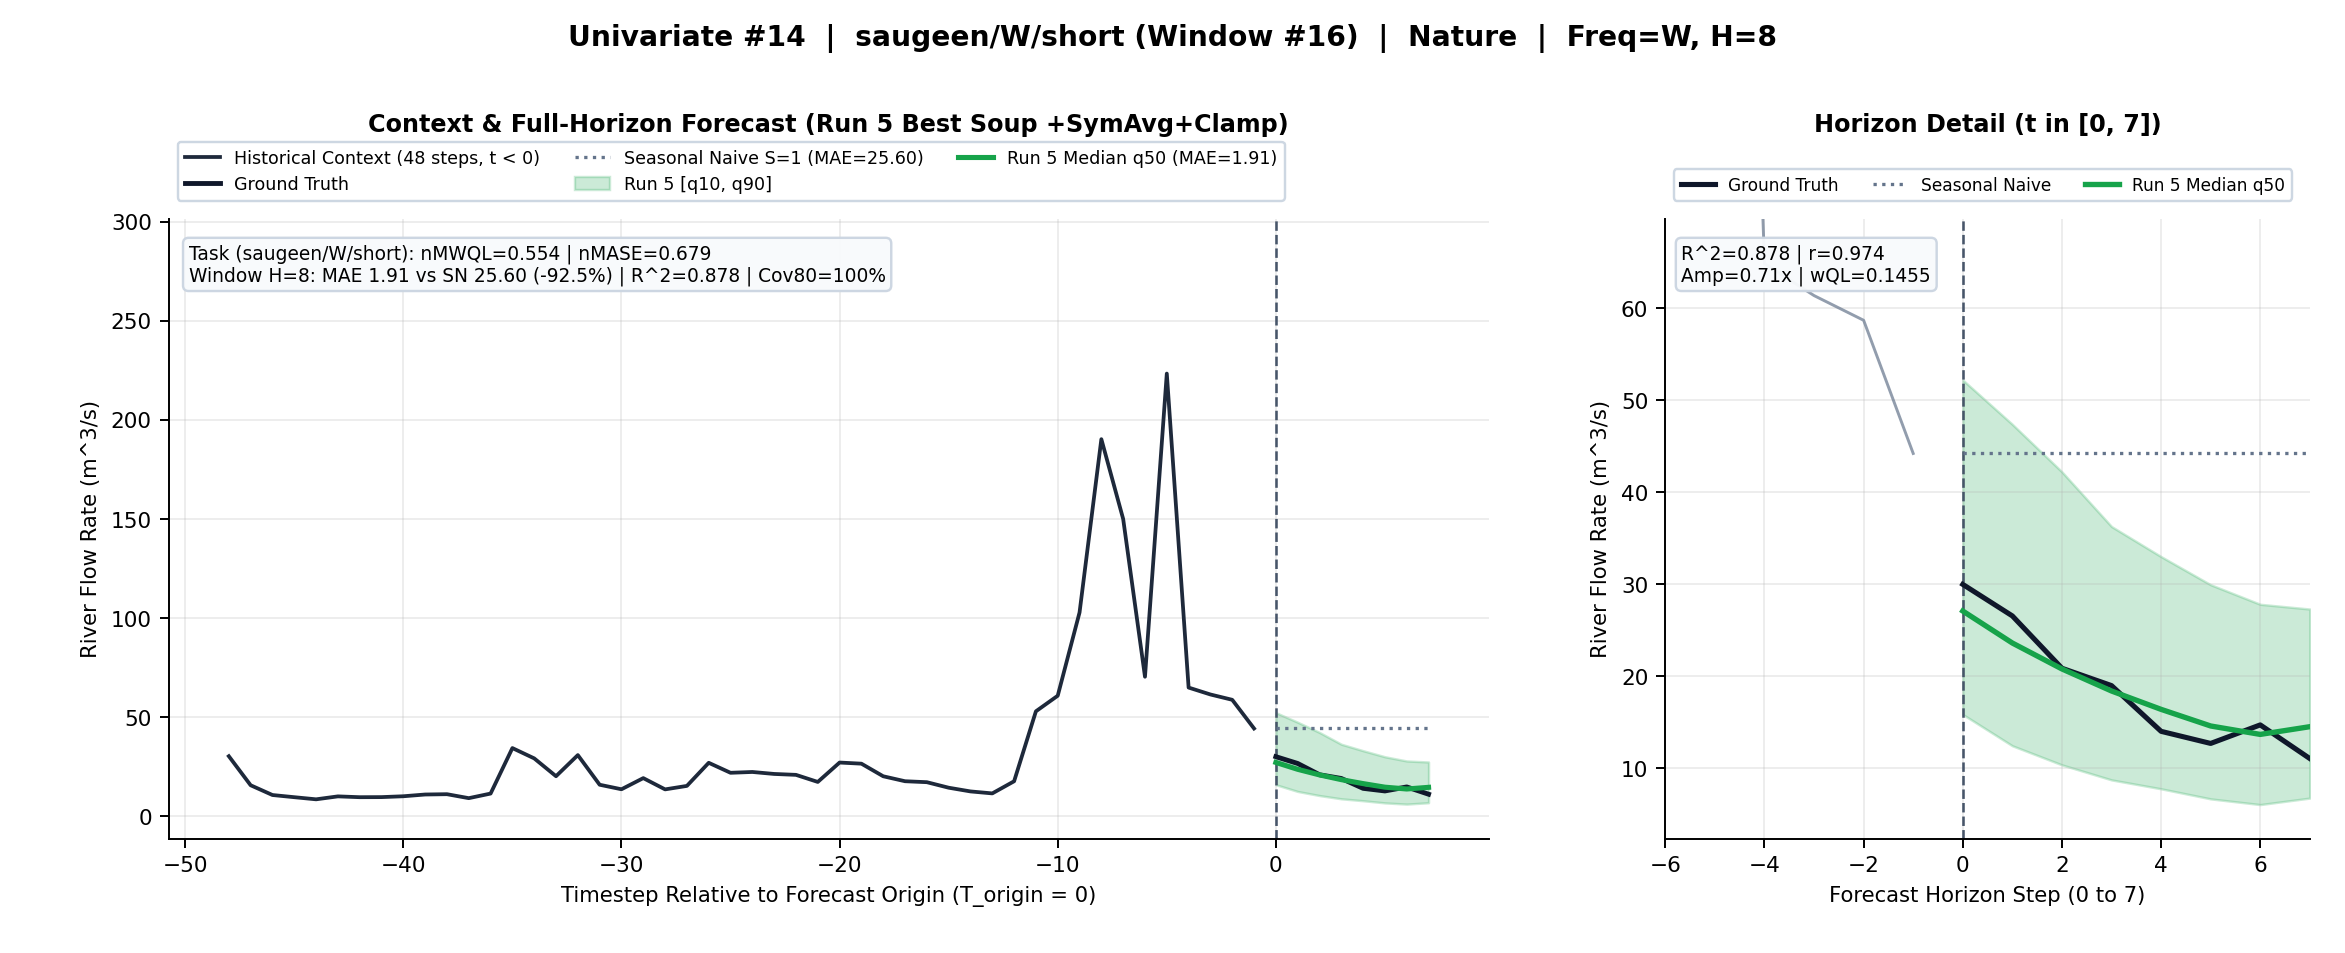 Univariate #14 | saugeen/W/short (Window #16) | Nature | Freq=W, H=8
Context & Full-Horizon Forecast (Run 5 Best Soup +SymAvg+Clamp)
Historical Context (48 steps, t < 0)
Ground Truth
Seasonal Naive S=1 (MAE=25.60)
Run 5 [q10, q90]
Run 5 Median q50 (MAE=1.91)
Task (saugeen/W/short): nMWQL=0.554 | nMASE=0.679
Window H=8: MAE 1.91 vs SN 25.60 (-92.5%) | R^2=0.878 | Cov80=100%
River Flow Rate (m^3/s)
300
250
200
150
100
50
0
−50
−40
−30
−20
−10
0
Timestep Relative to Forecast Origin (T_origin = 0)
Horizon Detail (t in [0, 7])
Ground Truth
Seasonal Naive
Run 5 Median q50
R^2=0.878 | r=0.974
Amp=0.71x | wQL=0.1455
River Flow Rate (m^3/s)
60
50
40
30
20
10
−6
−4
−2
0
2
4
6
Forecast Horizon Step (0 to 7)